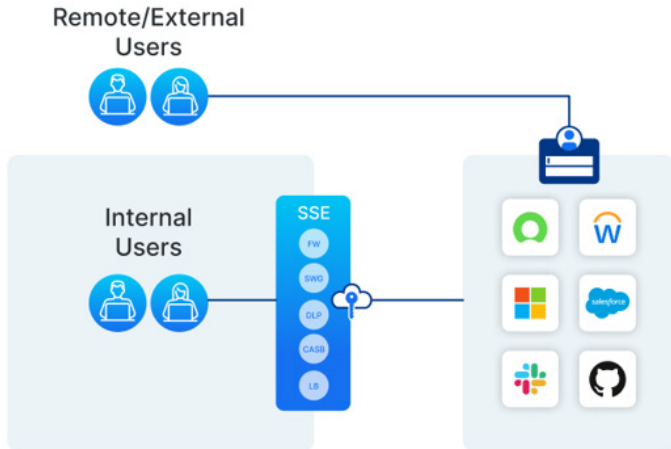 Remote/External
Users
Internal
Users
SSE
FW
SWG
DLP
CASB
LB
W
salesforce